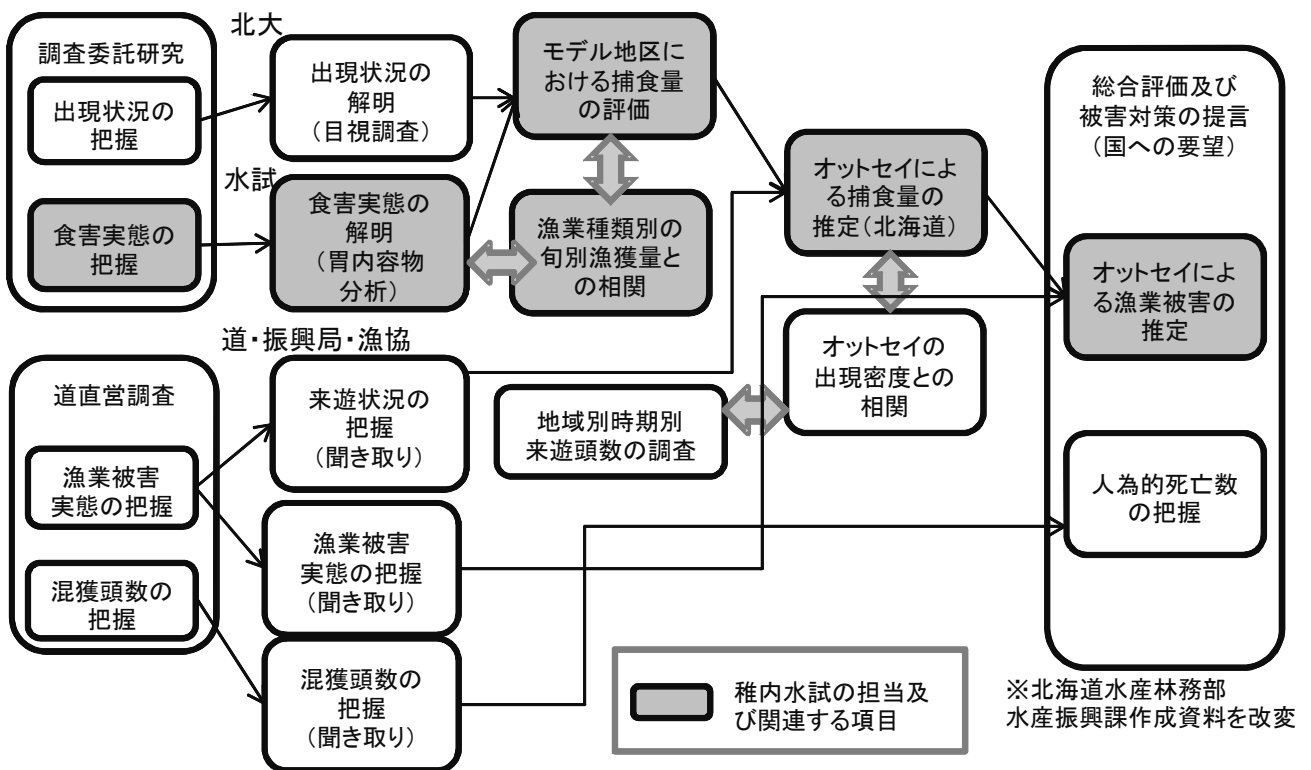 調査委託研究
出現状況の
把握
食害実態の
把握
北大
出現状況の
解明
（目視調査）
水試
食害実態の
解明
（胃内容物
分析）
モデル地区に
おける捕食量
の評価
漁業種類別の
旬別漁獲量と
の相関
オットセイによ
る捕食量の
推定（北海道）
オットセイの
出現密度との
相関
地域別時期別
来遊頭数の調査
総合評価及び
被害対策の提言
（国への要望）
オットセイによ
る漁業被害の
推定
人為的死亡数
の把握
道直営調査
漁業被害
実態の把握
混獲頭数の
把握
道・振興局・漁協
来遊状況の
把握
（聞き取り）
漁業被害
実態の把握
（聞き取り）
混獲頭数の
把握
（聞き取り）
稚内水試の担当及
び関連する項目
※北海道水産林務部
水産振興課作成資料を改変